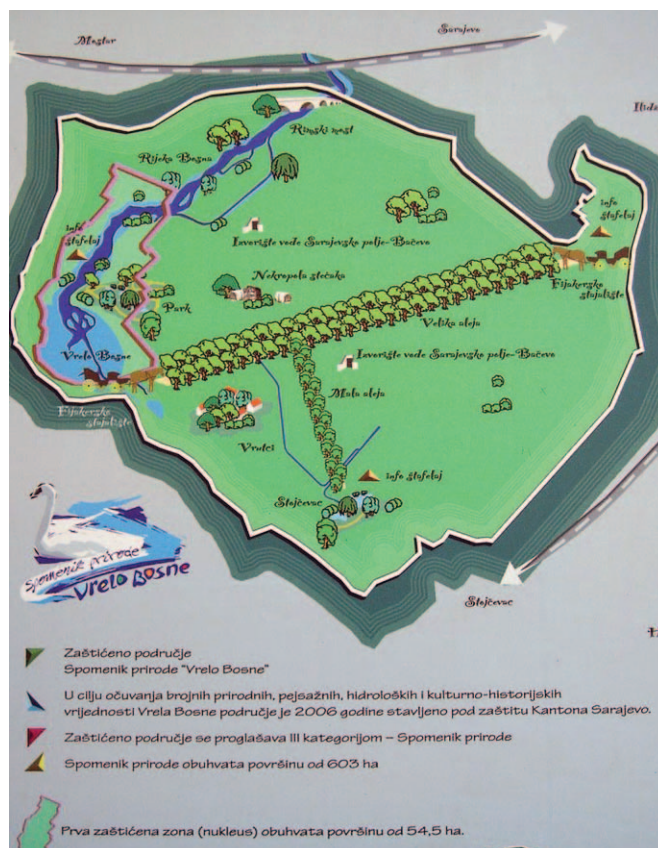 Mostar
Sarajevo
Rimski most
Rijeka Bosna
info
štafelaj
info
štafelaj
Izvorište vode Sarajevsko polje-Bačevo
Nekropola stećaka
Fijakersko
stajalište
Park
Velika aleja
Vrelo Bosne
Izvorište vode Sarajevsko polje-Bačevo
Mala aleja
Fijakersko
stajalište
Vrutci
info štafelaj
Stojčevac
Spomenik prirode
Vrelo Bosne
Stojčevac
Zaštićeno područje
Spomenik prirode "Vrelo Bosne"
U cilju očuvanja brojnih prirodnih, pejsažnih, hidroloških i kulturno-historijskih
vrijednosti Vrela Bosne područje je 2006 godine stavljeno pod zaštitu Kantona Sarajevo.
Zaštićeno područje se proglašava III kategorijom – Spomenik prirode
Spomenik prirode obuhvata površinu od 603 ha
Prva zaštićena zona (nukleus) obuhvata površinu od 54,5 ha.